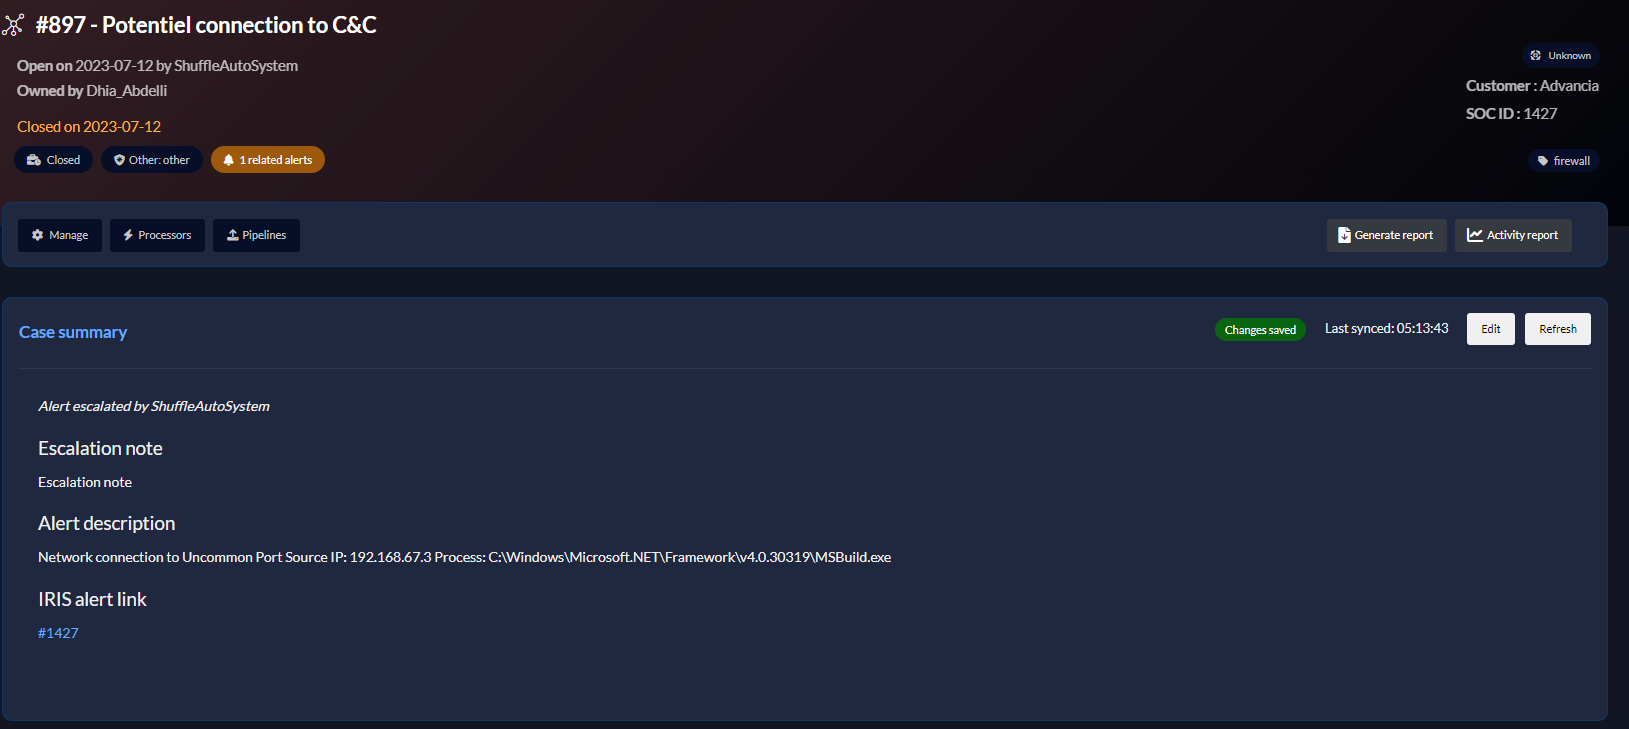 #897 - Potentiel connection to C&C
Open on 2023-07-12 by ShuffleAutoSystem
Owned by Dhia_Abdelli
Closed on 2023-07-12
Closed Other: other 1 related alerts
Unknown
Customer : Advancia
SOC ID : 1427
firewall
Manage Processors Pipelines Generate report Activity report
Case summary Changes saved Last synced: 05:13:43 Edit Refresh
Alert escalated by ShuffleAutoSystem
Escalation note
Escalation note
Alert description
Network connection to Uncommon Port Source IP: 192.168.67.3 Process: C:\Windows\Microsoft.NET\Framework\v4.0.30319\MSBuild.exe
IRIS alert link
#1427